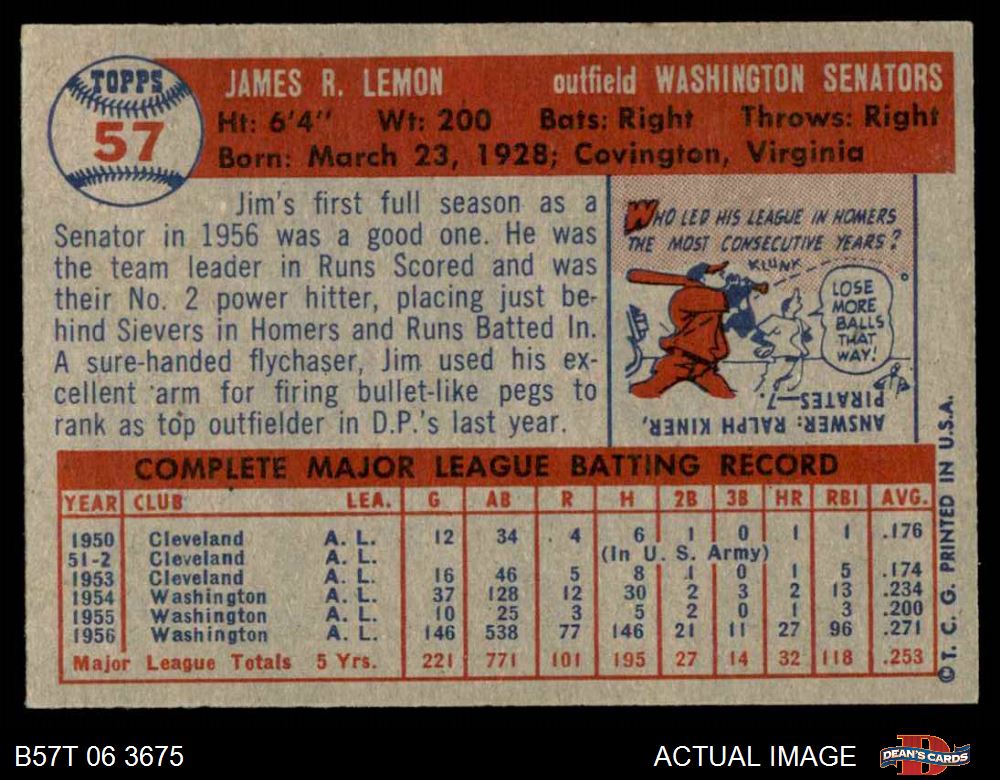 TOPPS
57
JAMES R. LEMON outfield WASHINGTON SENATORS
Ht: 6'4" Wt: 200 Bats: Right Throws: Right
Born: March 23, 1928; Covington, Virginia
Jim's first full season as a
Senator in 1956 was a good one. He was
the team leader in Runs Scored and was
their No. 2 power hitter, placing just be-
hind Sievers in Homers and Runs Batted In.
A sure-handed flychaser, Jim used his ex-
cellent arm for firing bullet-like pegs to
rank as top outfielder in D.P.'s last year.
WHO LED HIS LEAGUE IN HOMERS
THE MOST CONSECUTIVE YEARS?
KLUNK
LOSE
MORE
BALLS
THAT
WAY!
ANSWER: RALPH KINER,
PIRATES—7.
COMPLETE MAJOR LEAGUE BATTING RECORD
YEAR CLUB LEA. G AB R H 2B 3B HR RBI AVG.
1950 Cleveland A. L. 12 34 4 6 1 0 1 1 .176
51-2 Cleveland A. L. (In U. S. Army)
1953 Cleveland A. L. 16 46 5 8 1 0 1 5 .174
1954 Washington A. L. 37 128 12 30 2 3 2 13 .234
1955 Washington A. L. 10 25 3 5 2 0 1 3 .200
1956 Washington A. L. 146 538 77 146 21 11 27 96 .271
Major League Totals 5 Yrs. 221 771 101 195 27 14 32 118 .253
© T. C. G. PRINTED IN U.S.A.
B57T 06 3675
ACTUAL IMAGE
DEAN'S CARDS